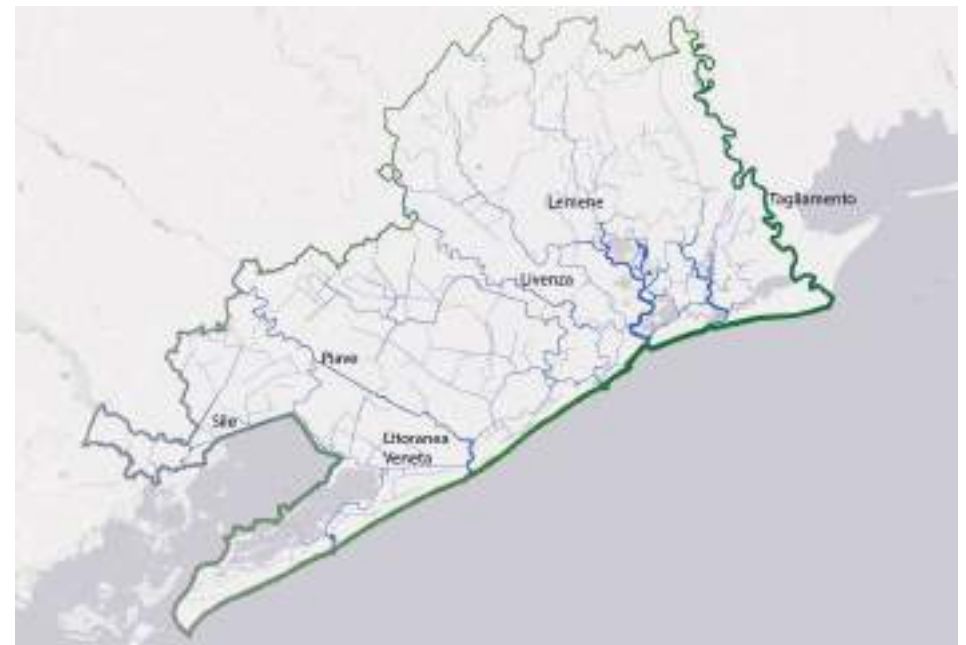 Lemene
Tagliamento
Livenza
Piave
Sile
Litoranea
Veneta